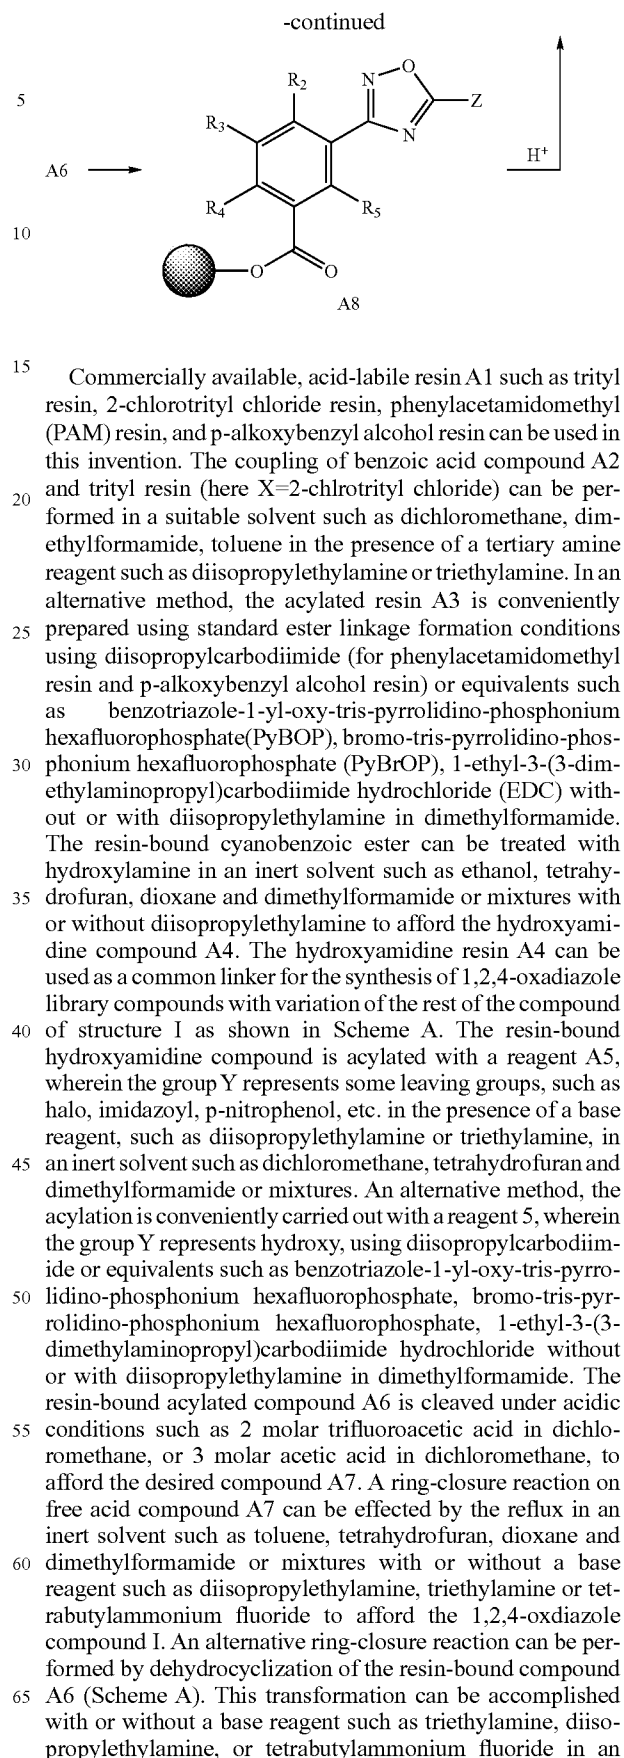 -continued
R2
N
O
N
Z
5
R3
A6
H+
R4
R5
10
O
O
A8
15
Commercially available, acid-labile resin A1 such as trityl
resin, 2-chlorotrityl chloride resin, phenylacetamidomethyl
(PAM) resin, and p-alkoxybenzyl alcohol resin can be used in
this invention. The coupling of benzoic acid compound A2
20 and trityl resin (here X=2-chlrotrityl chloride) can be per-
formed in a suitable solvent such as dichloromethane, dim-
ethylformamide, toluene in the presence of a tertiary amine
reagent such as diisopropylethylamine or triethylamine. In an
alternative method, the acylated resin A3 is conveniently
25 prepared using standard ester linkage formation conditions
using diisopropylcarbodiimide (for phenylacetamidomethyl
resin and p-alkoxybenzyl alcohol resin) or equivalents such
as benzotriazole-1-yl-oxy-tris-pyrrolidino-phosphonium
hexafluorophosphate(PyBOP), bromo-tris-pyrrolidino-phos-
30 phonium hexafluorophosphate (PyBrOP), 1-ethyl-3-(3-dim-
ethylaminopropyl)carbodiimide hydrochloride (EDC) with-
out or with diisopropylethylamine in dimethylformamide.
The resin-bound cyanobenzoic ester can be treated with
hydroxylamine in an inert solvent such as ethanol, tetrahy-
35 drofuran, dioxane and dimethylformamide or mixtures with
or without diisopropylethylamine to afford the hydroxyami-
dine compound A4. The hydroxyamidine resin A4 can be
used as a common linker for the synthesis of 1,2,4-oxadiazole
library compounds with variation of the rest of the compound
40 of structure I as shown in Scheme A. The resin-bound
hydroxyamidine compound is acylated with a reagent A5,
wherein the group Y represents some leaving groups, such as
halo, imidazoyl, p-nitrophenol, etc. in the presence of a base
reagent, such as diisopropylethylamine or triethylamine, in
45 an inert solvent such as dichloromethane, tetrahydrofuran and
dimethylformamide or mixtures. An alternative method, the
acylation is conveniently carried out with a reagent 5, wherein
the group Y represents hydroxy, using diisopropylcarbodiim-
ide or equivalents such as benzotriazole-1-yl-oxy-tris-pyrro-
50 lidino-phosphonium hexafluorophosphate, bromo-tris-pyr-
rolidino-phosphonium hexafluorophosphate, 1-ethyl-3-(3-
dimethylaminopropyl)carbodiimide hydrochloride without
or with diisopropylethylamine in dimethylformamide. The
resin-bound acylated compound A6 is cleaved under acidic
55 conditions such as 2 molar trifluoroacetic acid in dichlo-
romethane, or 3 molar acetic acid in dichloromethane, to
afford the desired compound A7. A ring-closure reaction on
free acid compound A7 can be effected by the reflux in an
inert solvent such as toluene, tetrahydrofuran, dioxane and
60 dimethylformamide or mixtures with or without a base
reagent such as diisopropylethylamine, triethylamine or tet-
rabutylammonium fluoride to afford the 1,2,4-oxdiazole
compound I. An alternative ring-closure reaction can be per-
formed by dehydrocyclization of the resin-bound compound
65 A6 (Scheme A). This transformation can be accomplished
with or without a base reagent such as triethylamine, diiso-
propylethylamine, or tetrabutylammonium fluoride in an